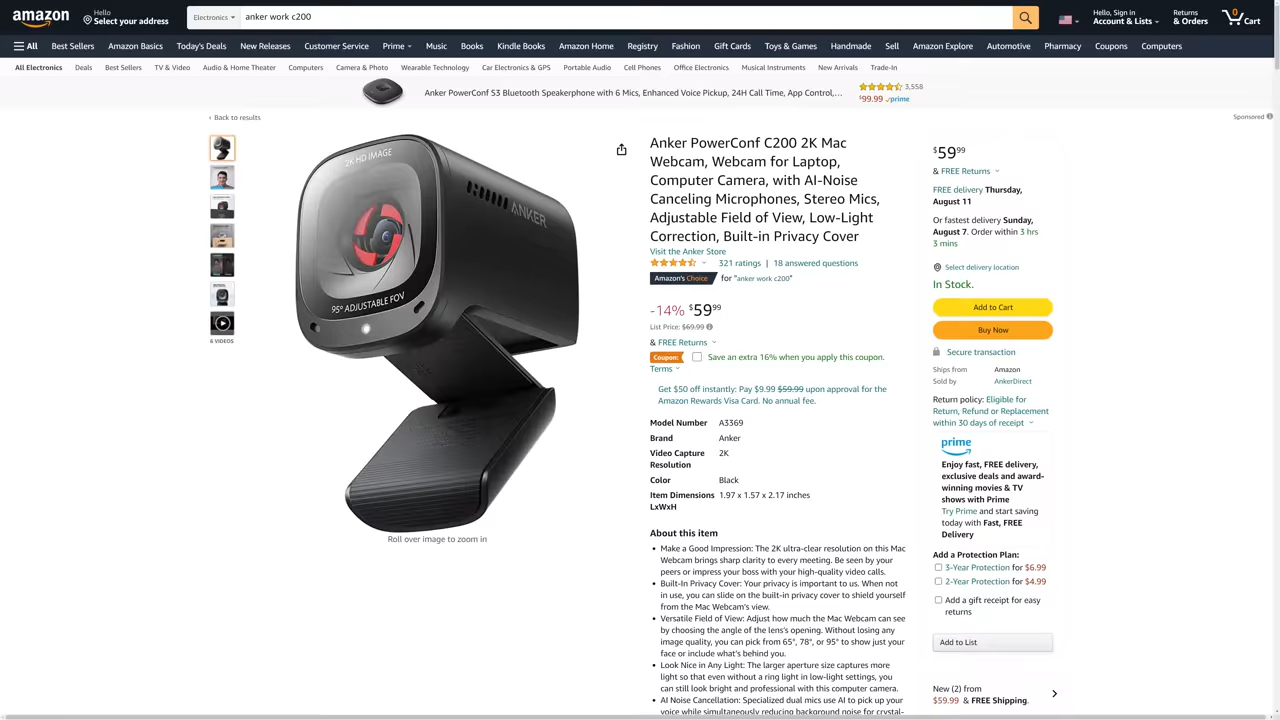 amazon
Hello
Select your address
Electronics
anker work c200
Hello, Sign in
Account & Lists
Returns
& Orders
0
Cart
All
Best Sellers
Amazon Basics
Today's Deals
New Releases
Customer Service
Prime
Music
Books
Kindle Books
Amazon Home
Registry
Fashion
Gift Cards
Toys & Games
Handmade
Sell
Amazon Explore
Automotive
Pharmacy
Coupons
Computers
All Electronics
Deals
Best Sellers
TV & Video
Audio & Home Theater
Computers
Camera & Photo
Wearable Technology
Car Electronics & GPS
Portable Audio
Cell Phones
Office Electronics
Musical Instruments
New Arrivals
Trade-In
Anker PowerConf S3 Bluetooth Speakerphone with 6 Mics, Enhanced Voice Pickup, 24H Call Time, App Control,...
3,558
$99.99 prime
Sponsored
‹ Back to results
2K HD IMAGE
ANKER
95° ADJUSTABLE FOV
6 VIDEOS
Roll over image to zoom in
Anker PowerConf C200 2K Mac
Webcam, Webcam for Laptop,
Computer Camera, with AI-Noise
Canceling Microphones, Stereo Mics,
Adjustable Field of View, Low-Light
Correction, Built-in Privacy Cover
Visit the Anker Store
321 ratings | 18 answered questions
Amazon's Choice for "anker work c200"
-14% $59 99
List Price: $69.99
& FREE Returns
Coupon: Save an extra 16% when you apply this coupon.
Terms
Get $50 off instantly: Pay $9.99 $59.99 upon approval for the
Amazon Rewards Visa Card. No annual fee.
Model Number A3369
Brand Anker
Video Capture 2K
Resolution
Color Black
Item Dimensions 1.97 x 1.57 x 2.17 inches
LxWxH
About this item
• Make a Good Impression: The 2K ultra-clear resolution on this Mac
Webcam brings sharp clarity to every meeting. Be seen by your
peers or impress your boss with your high-quality video calls.
• Built-In Privacy Cover: Your privacy is important to us. When not
in use, you can slide on the built-in privacy cover to shield yourself
from the Mac Webcam's view.
• Versatile Field of View: Adjust how much the Mac Webcam can see
by choosing the angle of the lens's opening. Without losing any
image quality, you can pick from 65°, 78°, or 95° to show just your
face or include what's behind you.
• Look Nice in Any Light: The larger aperture size captures more
light so that even without a ring light in low-light settings, you
can still look bright and professional with this computer camera.
• AI Noise Cancellation: Specialized dual mics use AI to pick up your
voice while simultaneously reducing background noise for crystal-
$59 99
& FREE Returns
FREE delivery Thursday,
August 11
Or fastest delivery Sunday,
August 7. Order within 3 hrs
3 mins
Select delivery location
In Stock.
Add to Cart
Buy Now
Secure transaction
Ships from Amazon
Sold by AnkerDirect
Return policy: Eligible for
Return, Refund or Replacement
within 30 days of receipt
prime
Enjoy fast, FREE delivery,
exclusive deals and award-
winning movies & TV
shows with Prime
Try Prime and start saving
today with Fast, FREE
Delivery
Add a Protection Plan:
3-Year Protection for $6.99
2-Year Protection for $4.99
Add a gift receipt for easy
returns
Add to List
New (2) from
$59.99 & FREE Shipping.